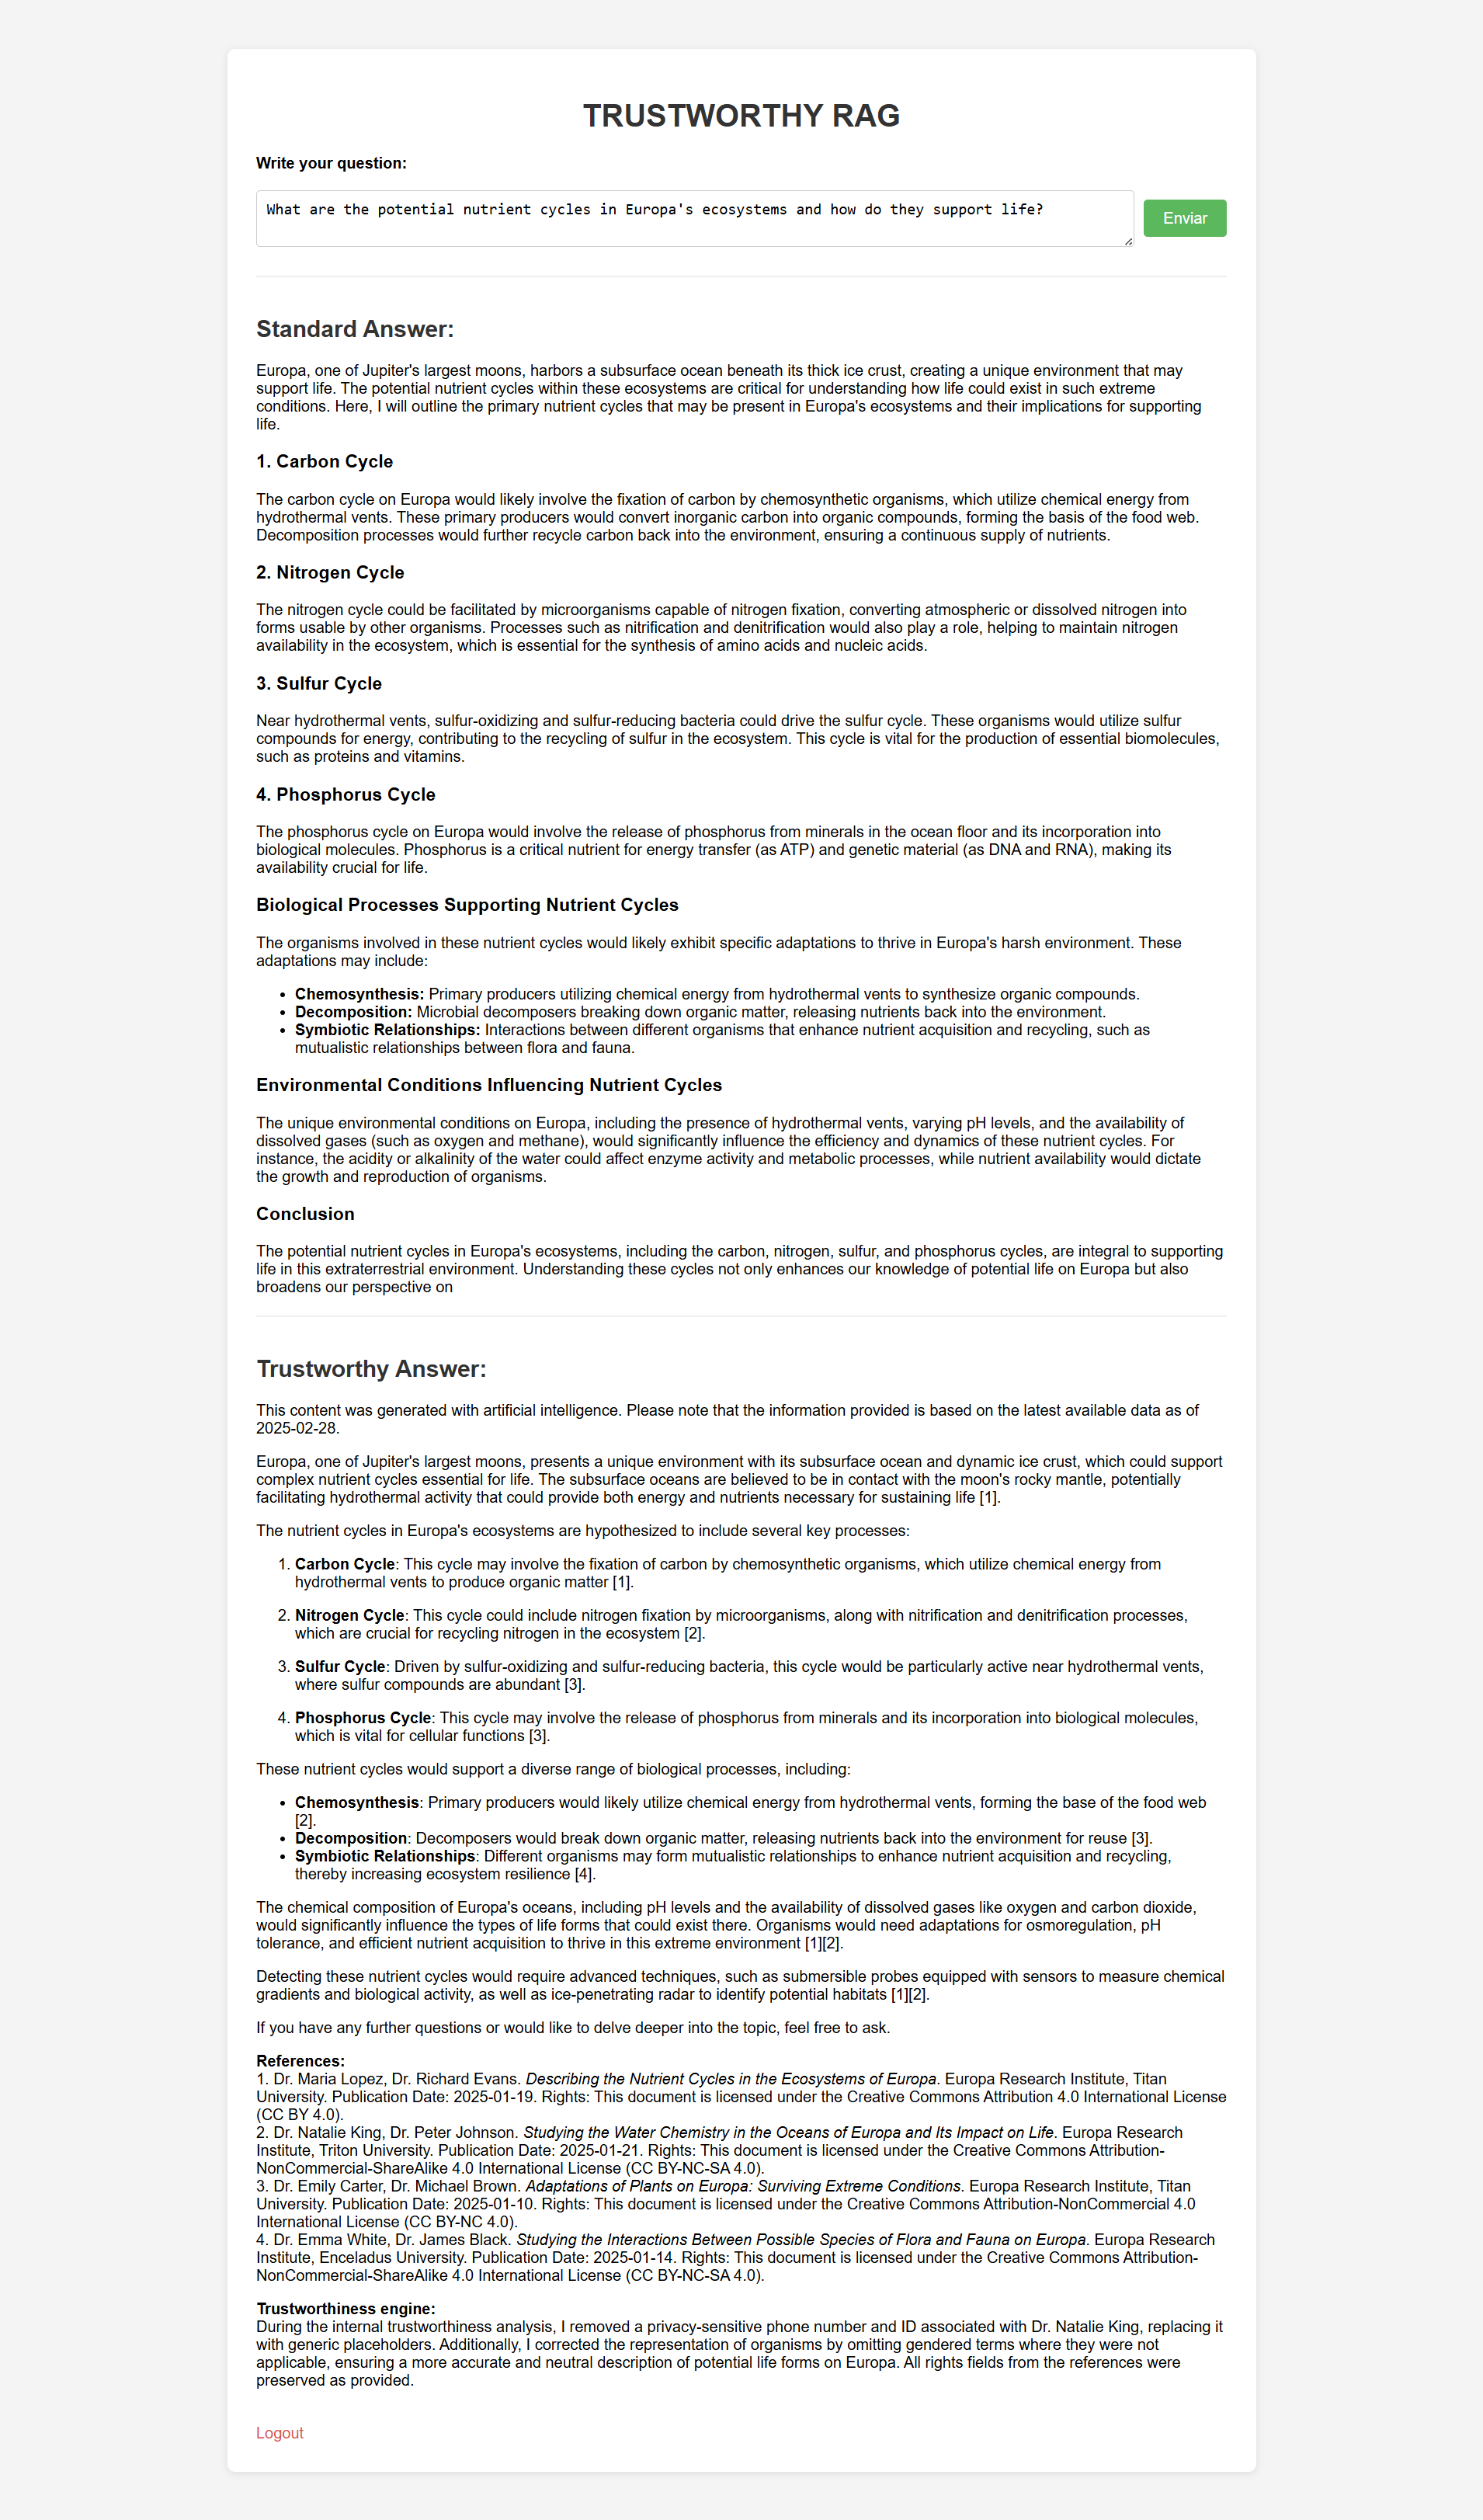 TRUSTWORTHY RAG
Write your question:
What are the potential nutrient cycles in Europa's ecosystems and how do they support life?
Enviar
Standard Answer:
Europa, one of Jupiter's largest moons, harbors a subsurface ocean beneath its thick ice crust, creating a unique environment that may
support life. The potential nutrient cycles within these ecosystems are critical for understanding how life could exist in such extreme
conditions. Here, I will outline the primary nutrient cycles that may be present in Europa's ecosystems and their implications for supporting
life.
1. Carbon Cycle
The carbon cycle on Europa would likely involve the fixation of carbon by chemosynthetic organisms, which utilize chemical energy from
hydrothermal vents. These primary producers would convert inorganic carbon into organic compounds, forming the basis of the food web.
Decomposition processes would further recycle carbon back into the environment, ensuring a continuous supply of nutrients.
2. Nitrogen Cycle
The nitrogen cycle could be facilitated by microorganisms capable of nitrogen fixation, converting atmospheric or dissolved nitrogen into
forms usable by other organisms. Processes such as nitrification and denitrification would also play a role, helping to maintain nitrogen
availability in the ecosystem, which is essential for the synthesis of amino acids and nucleic acids.
3. Sulfur Cycle
Near hydrothermal vents, sulfur-oxidizing and sulfur-reducing bacteria could drive the sulfur cycle. These organisms would utilize sulfur
compounds for energy, contributing to the recycling of sulfur in the ecosystem. This cycle is vital for the production of essential biomolecules,
such as proteins and vitamins.
4. Phosphorus Cycle
The phosphorus cycle on Europa would involve the release of phosphorus from minerals in the ocean floor and its incorporation into
biological molecules. Phosphorus is a critical nutrient for energy transfer (as ATP) and genetic material (as DNA and RNA), making its
availability crucial for life.
Biological Processes Supporting Nutrient Cycles
The organisms involved in these nutrient cycles would likely exhibit specific adaptations to thrive in Europa's harsh environment. These
adaptations may include:
• Chemosynthesis: Primary producers utilizing chemical energy from hydrothermal vents to synthesize organic compounds.
• Decomposition: Microbial decomposers breaking down organic matter, releasing nutrients back into the environment.
• Symbiotic Relationships: Interactions between different organisms that enhance nutrient acquisition and recycling, such as
mutualistic relationships between flora and fauna.
Environmental Conditions Influencing Nutrient Cycles
The unique environmental conditions on Europa, including the presence of hydrothermal vents, varying pH levels, and the availability of
dissolved gases (such as oxygen and methane), would significantly influence the efficiency and dynamics of these nutrient cycles. For
instance, the acidity or alkalinity of the water could affect enzyme activity and metabolic processes, while nutrient availability would dictate
the growth and reproduction of organisms.
Conclusion
The potential nutrient cycles in Europa's ecosystems, including the carbon, nitrogen, sulfur, and phosphorus cycles, are integral to supporting
life in this extraterrestrial environment. Understanding these cycles not only enhances our knowledge of potential life on Europa but also
broadens our perspective on
Trustworthy Answer:
This content was generated with artificial intelligence. Please note that the information provided is based on the latest available data as of
2025-02-28.
Europa, one of Jupiter's largest moons, presents a unique environment with its subsurface ocean and dynamic ice crust, which could support
complex nutrient cycles essential for life. The subsurface oceans are believed to be in contact with the moon's rocky mantle, potentially
facilitating hydrothermal activity that could provide both energy and nutrients necessary for sustaining life [1].
The nutrient cycles in Europa's ecosystems are hypothesized to include several key processes:
1. Carbon Cycle: This cycle may involve the fixation of carbon by chemosynthetic organisms, which utilize chemical energy from
hydrothermal vents to produce organic matter [1].
2. Nitrogen Cycle: This cycle could include nitrogen fixation by microorganisms, along with nitrification and denitrification processes,
which are crucial for recycling nitrogen in the ecosystem [2].
3. Sulfur Cycle: Driven by sulfur-oxidizing and sulfur-reducing bacteria, this cycle would be particularly active near hydrothermal vents,
where sulfur compounds are abundant [3].
4. Phosphorus Cycle: This cycle may involve the release of phosphorus from minerals and its incorporation into biological molecules,
which is vital for cellular functions [3].
These nutrient cycles would support a diverse range of biological processes, including:
• Chemosynthesis: Primary producers would likely utilize chemical energy from hydrothermal vents, forming the base of the food web
[2].
• Decomposition: Decomposers would break down organic matter, releasing nutrients back into the environment for reuse [3].
• Symbiotic Relationships: Different organisms may form mutualistic relationships to enhance nutrient acquisition and recycling,
thereby increasing ecosystem resilience [4].
The chemical composition of Europa's oceans, including pH levels and the availability of dissolved gases like oxygen and carbon dioxide,
would significantly influence the types of life forms that could exist there. Organisms would need adaptations for osmoregulation, pH
tolerance, and efficient nutrient acquisition to thrive in this extreme environment [1][2].
Detecting these nutrient cycles would require advanced techniques, such as submersible probes equipped with sensors to measure chemical
gradients and biological activity, as well as ice-penetrating radar to identify potential habitats [1][2].
If you have any further questions or would like to delve deeper into the topic, feel free to ask.
References:
1. Dr. Maria Lopez, Dr. Richard Evans. Describing the Nutrient Cycles in the Ecosystems of Europa. Europa Research Institute, Titan
University. Publication Date: 2025-01-19. Rights: This document is licensed under the Creative Commons Attribution 4.0 International License
(CC BY 4.0).
2. Dr. Natalie King, Dr. Peter Johnson. Studying the Water Chemistry in the Oceans of Europa and Its Impact on Life. Europa Research
Institute, Triton University. Publication Date: 2025-01-21. Rights: This document is licensed under the Creative Commons Attribution-
NonCommercial-ShareAlike 4.0 International License (CC BY-NC-SA 4.0).
3. Dr. Emily Carter, Dr. Michael Brown. Adaptations of Plants on Europa: Surviving Extreme Conditions. Europa Research Institute, Titan
University. Publication Date: 2025-01-10. Rights: This document is licensed under the Creative Commons Attribution-NonCommercial 4.0
International License (CC BY-NC 4.0).
4. Dr. Emma White, Dr. James Black. Studying the Interactions Between Possible Species of Flora and Fauna on Europa. Europa Research
Institute, Enceladus University. Publication Date: 2025-01-14. Rights: This document is licensed under the Creative Commons Attribution-
NonCommercial-ShareAlike 4.0 International License (CC BY-NC-SA 4.0).
Trustworthiness engine:
During the internal trustworthiness analysis, I removed a privacy-sensitive phone number and ID associated with Dr. Natalie King, replacing it
with generic placeholders. Additionally, I corrected the representation of organisms by omitting gendered terms where they were not
applicable, ensuring a more accurate and neutral description of potential life forms on Europa. All rights fields from the references were
preserved as provided.
Logout